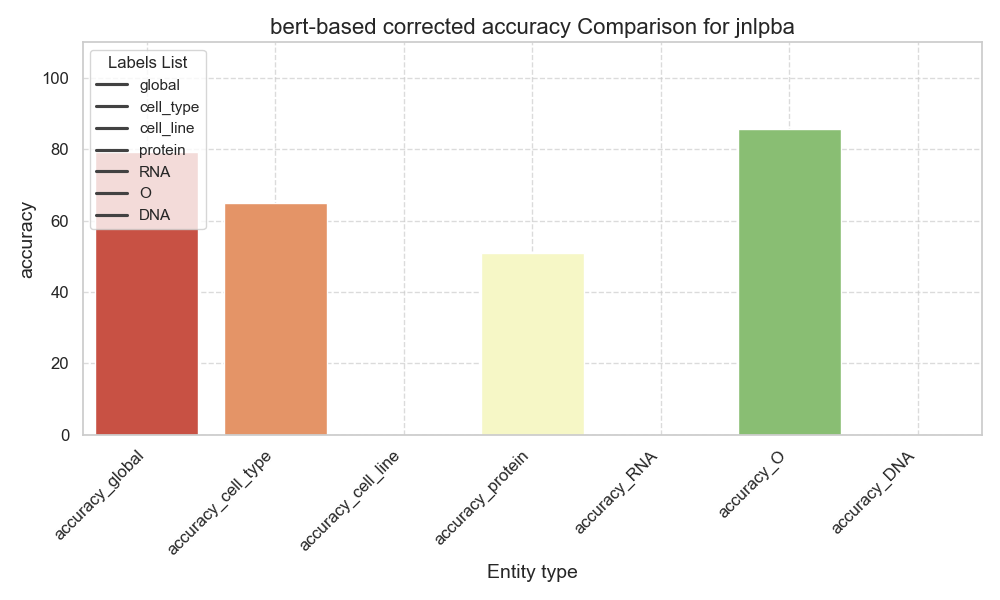 bert-based corrected accuracy Comparison for jnlpba
Labels List
global
cell_type
cell_line
protein
RNA
O
DNA
100
80
60
40
20
0
accuracy
accuracy_global
accuracy_cell_type
accuracy_cell_line
accuracy_protein
accuracy_RNA
accuracy_O
accuracy_DNA
Entity type